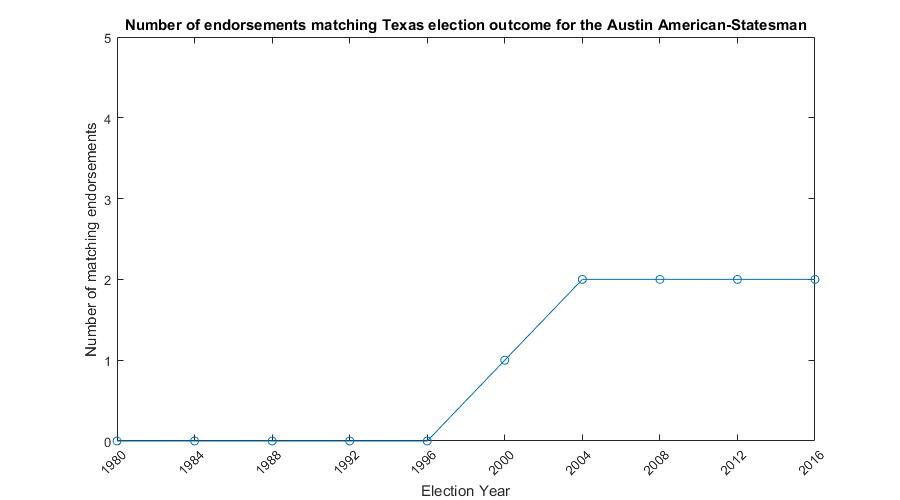 Number of endorsements matching Texas election outcome for the Austin American-Statesman
5
4
3
2
1
0
Number of matching endorsements
1980 1984 1988 1992 1996 2000 2004 2008 2012 2016
Election Year